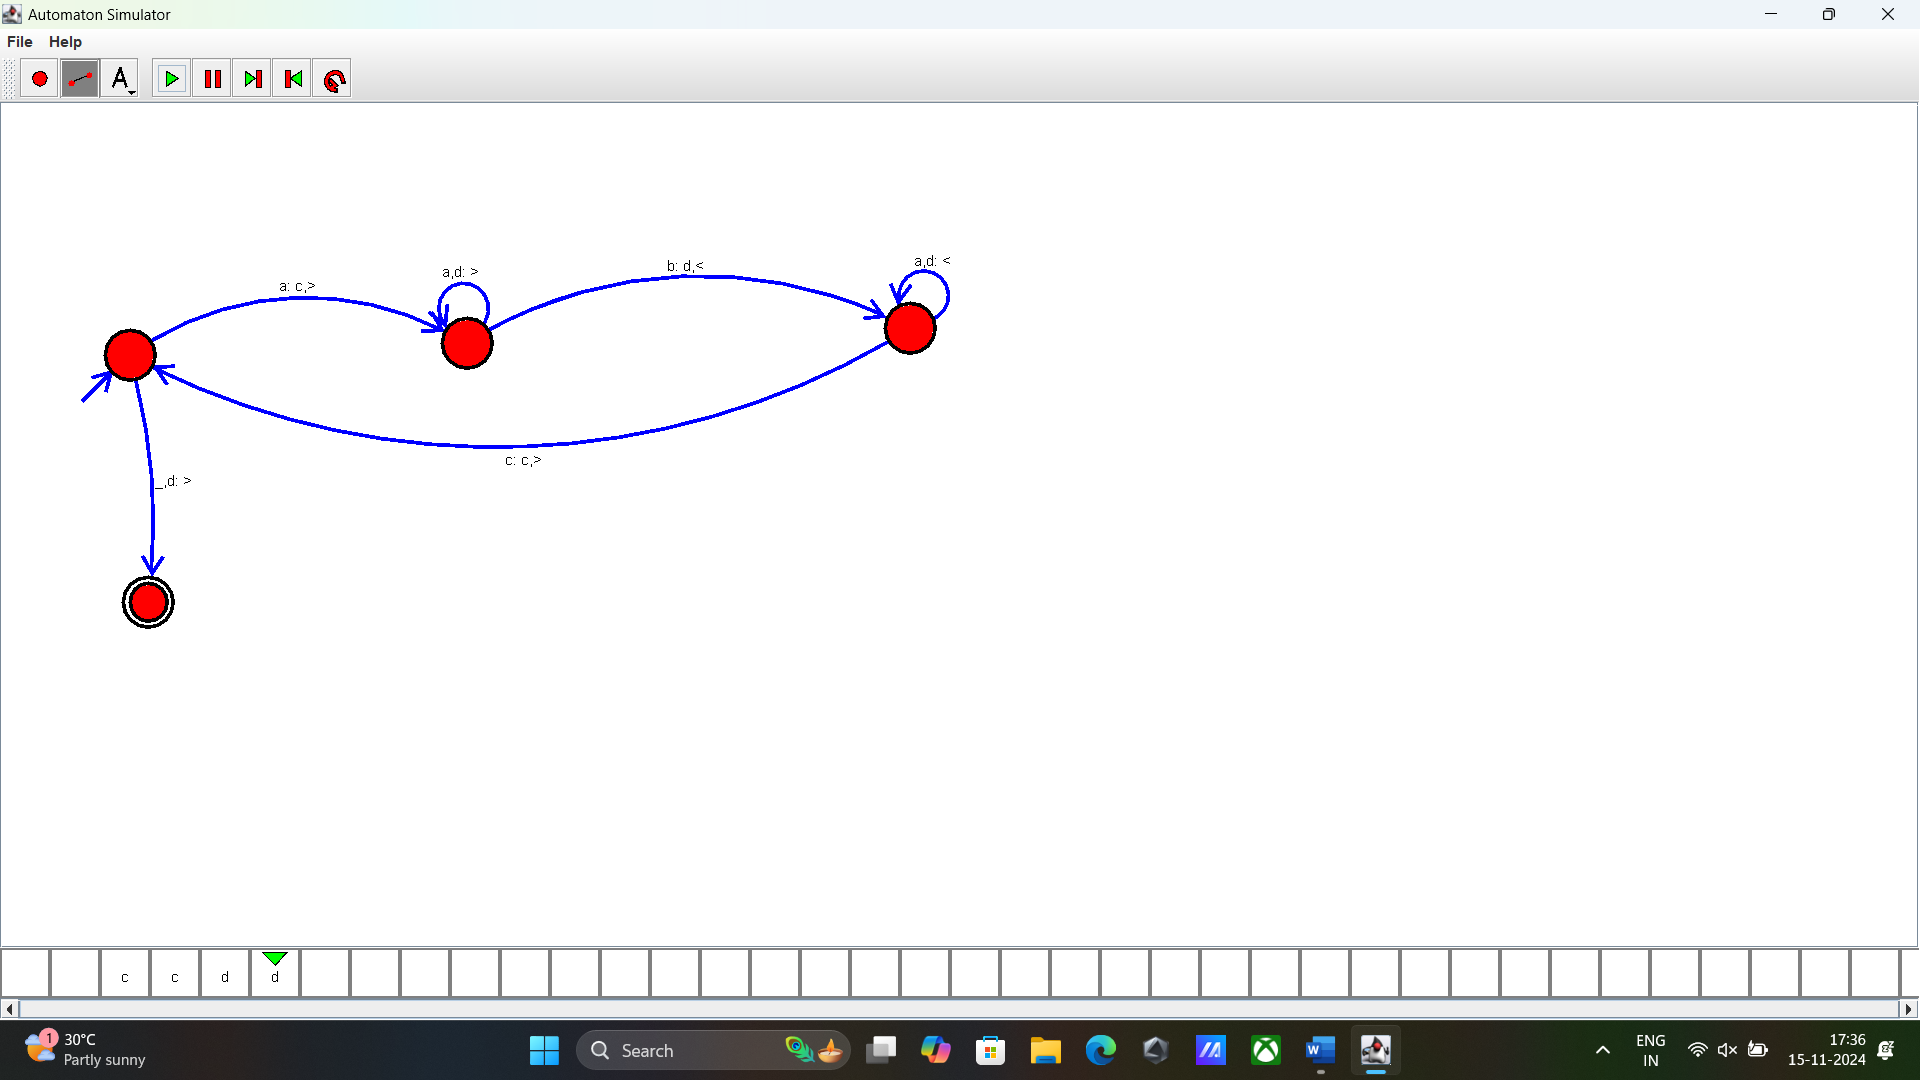 Automaton Simulator
File Help
A
a,d: <
b: d,<
a,d: >
a: c,>
c: c,>
_,d: >
c c d d
1
30°C
Partly sunny
Search
W
ENG
IN
17:36
15-11-2024